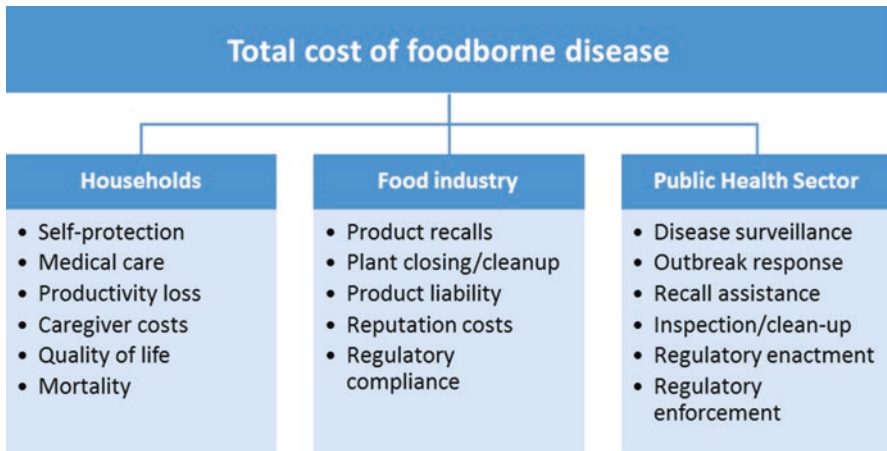 Total cost of foodborne disease
Households
• Self-protection
• Medical care
• Productivity loss
• Caregiver costs
• Quality of life
• Mortality
Food industry
• Product recalls
• Plant closing/cleanup
• Product liability
• Reputation costs
• Regulatory
compliance
Public Health Sector
• Disease surveillance
• Outbreak response
• Recall assistance
• Inspection/clean-up
• Regulatory enactment
• Regulatory
enforcement